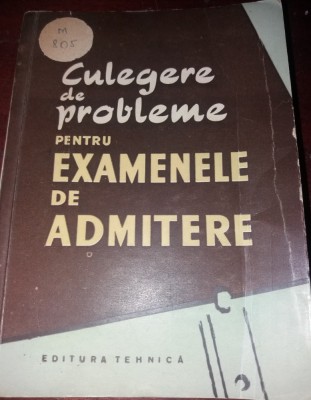 M
805
Culegere
de
probleme
PENTRU
EXAMENELE
DE
ADMITERE
EDITURA TEHNICĂ